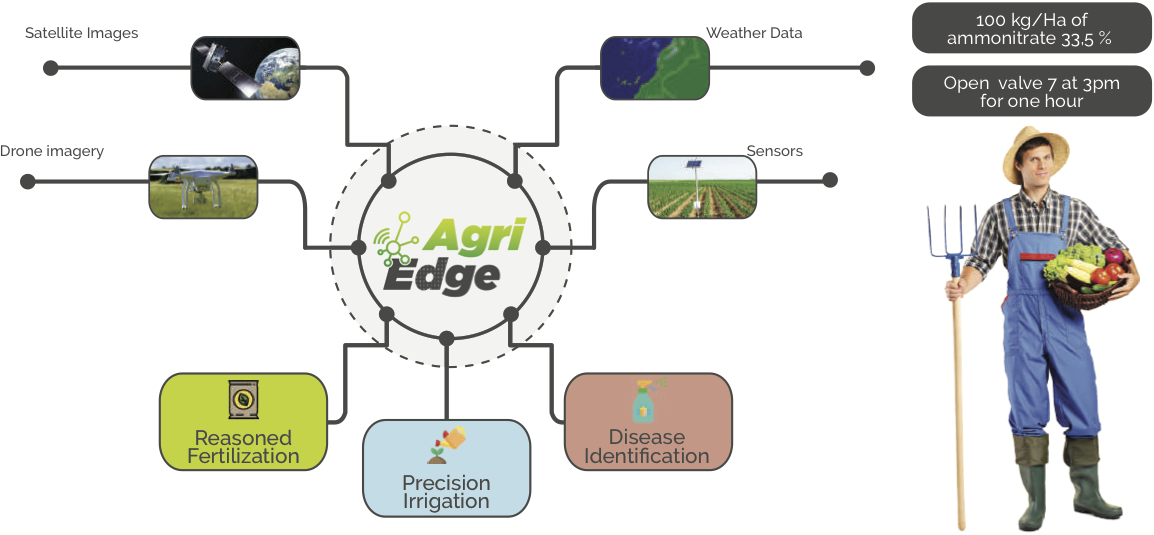 Satellite Images
Weather Data
100 kg/Ha of
ammonitrate 33,5 %
Open valve 7 at 3pm
for one hour
Drone imagery
Sensors
Agri
Edge
Reasoned
Fertilization
Precision
Irrigation
Disease
Identification